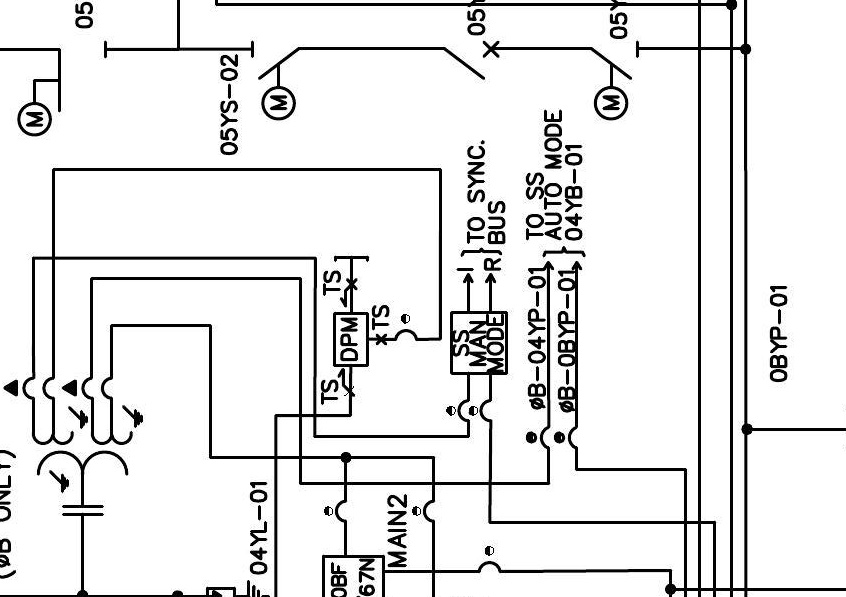 05
05Y
05Y
M
05YS-02
M
M
TO SYNC.
BUS
TO SS
AUTO MODE
04YB-01
I
R
TS
TS
DPM
TS
SS
MAN
MODE
ØB-04YP-01
ØB-0BYP-01
0BYP-01
(ØB ONLY)
04YL-01
MAIN2
0BF
67N